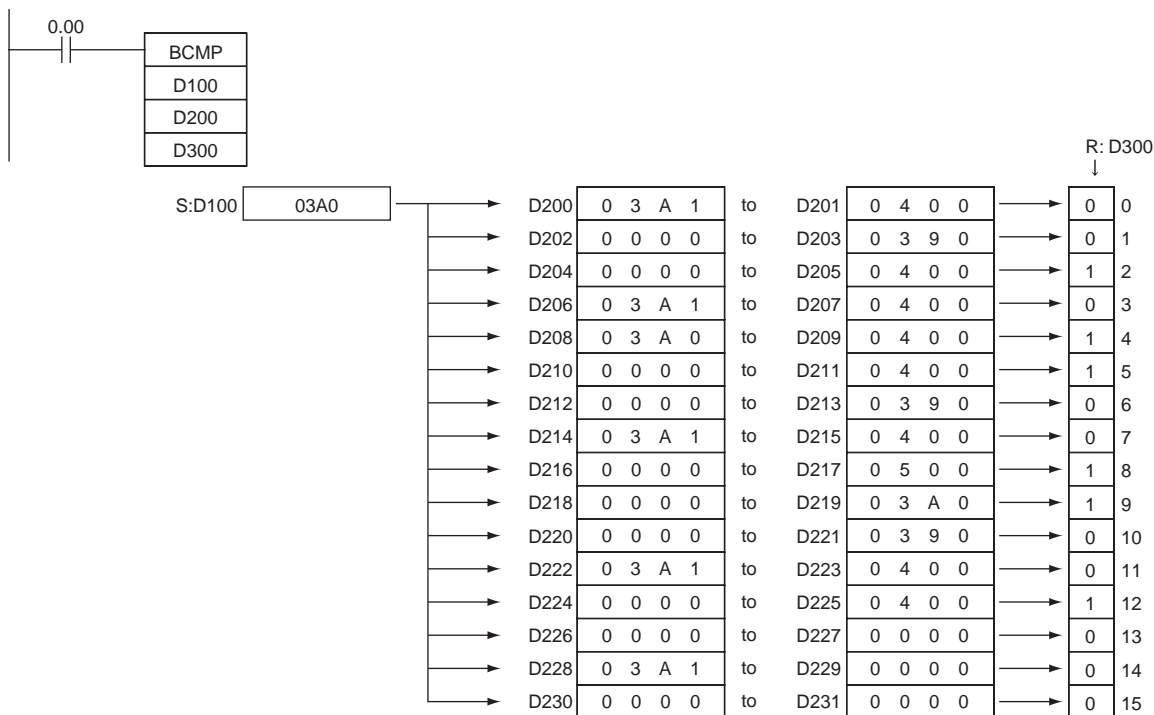 0.00
BCMP
D100
D200
D300
R: D300
↓
S:D100 03A0 D200 0 3 A 1 to D201 0 4 0 0 0 0
D202 0 0 0 0 to D203 0 3 9 0 0 1
D204 0 0 0 0 to D205 0 4 0 0 1 2
D206 0 3 A 1 to D207 0 4 0 0 0 3
D208 0 3 A 0 to D209 0 4 0 0 1 4
D210 0 0 0 0 to D211 0 4 0 0 1 5
D212 0 0 0 0 to D213 0 3 9 0 0 6
D214 0 3 A 1 to D215 0 4 0 0 0 7
D216 0 0 0 0 to D217 0 5 0 0 1 8
D218 0 0 0 0 to D219 0 3 A 0 1 9
D220 0 0 0 0 to D221 0 3 9 0 0 10
D222 0 3 A 1 to D223 0 4 0 0 0 11
D224 0 0 0 0 to D225 0 4 0 0 1 12
D226 0 0 0 0 to D227 0 0 0 0 0 13
D228 0 3 A 1 to D229 0 0 0 0 0 14
D230 0 0 0 0 to D231 0 0 0 0 0 15